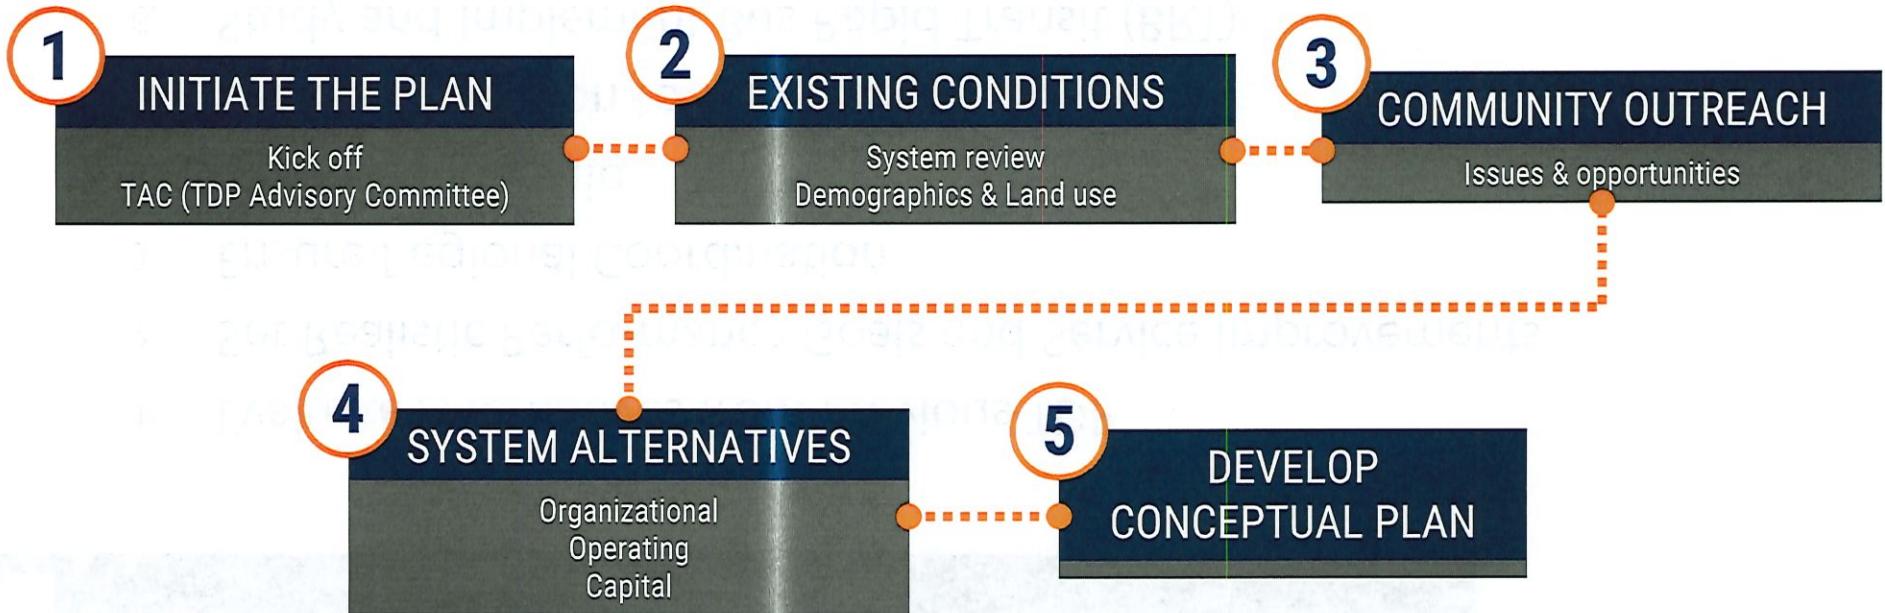 1
INITIATE THE PLAN
Kick off
TAC (TDP Advisory Committee)
2
EXISTING CONDITIONS
System review
Demographics & Land use
3
COMMUNITY OUTREACH
Issues & opportunities
4
SYSTEM ALTERNATIVES
Organizational
Operating
Capital
5
DEVELOP
CONCEPTUAL PLAN